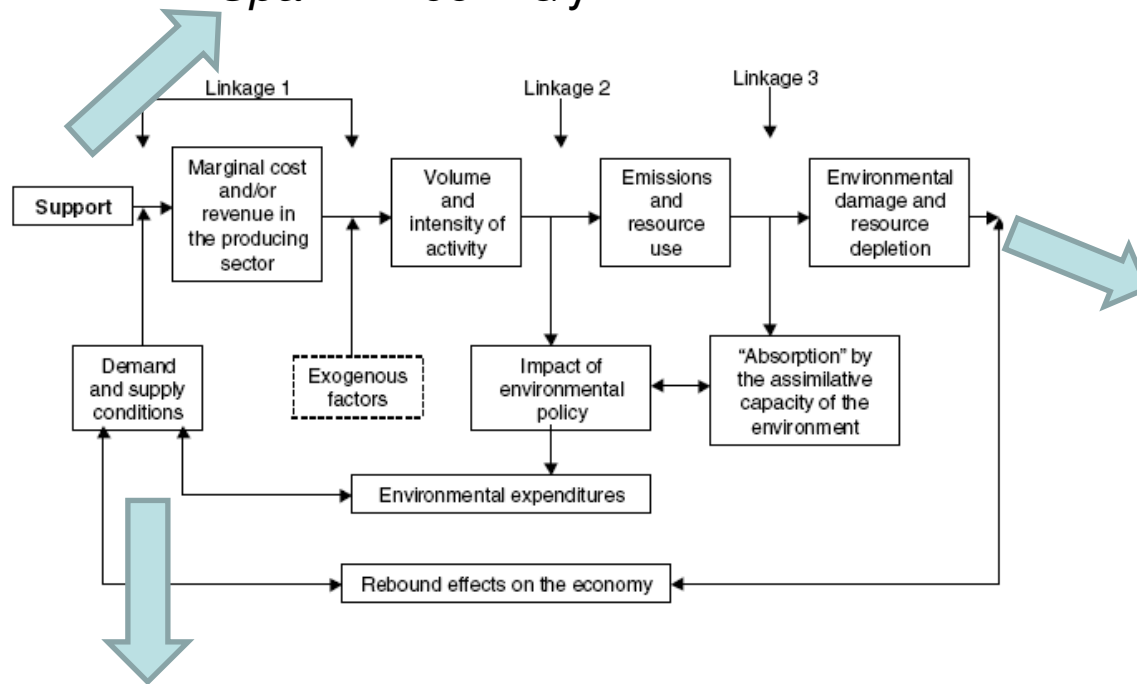 Linkage 1
Linkage 2
Linkage 3
Support
Marginal cost
and/or
revenue in
the producing
sector
Volume
and
intensity of
activity
Emissions
and
resource
use
Environmental
damage and
resource
depletion
Demand
and supply
conditions
Exogenous
factors
Impact of
environmental
policy
“Absorption” by
the assimilative
capacity of the
environment
Environmental expenditures
Rebound effects on the economy